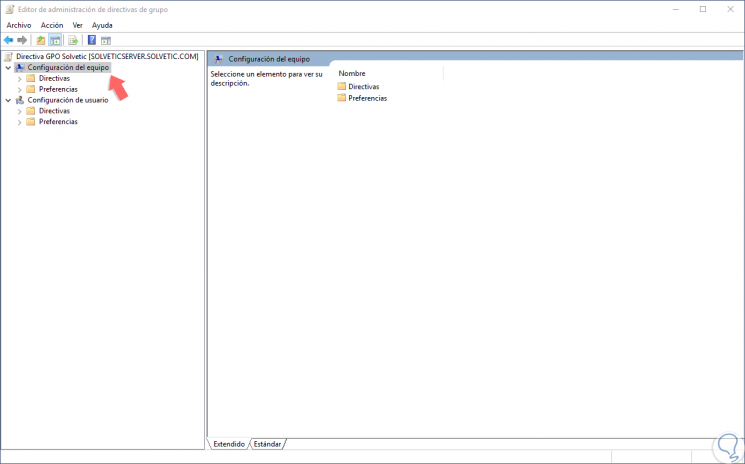 Editor de administración de directivas de grupo
Archivo Acción Ver Ayuda
Directiva GPO Solvetic [SOLVETICSERVER.SOLVETIC.COM]
Configuración del equipo
Directivas
Preferencias
Configuración de usuario
Directivas
Preferencias
Configuración del equipo
Seleccione un elemento para ver su
descripción.
Nombre
Directivas
Preferencias
Extendido Estándar